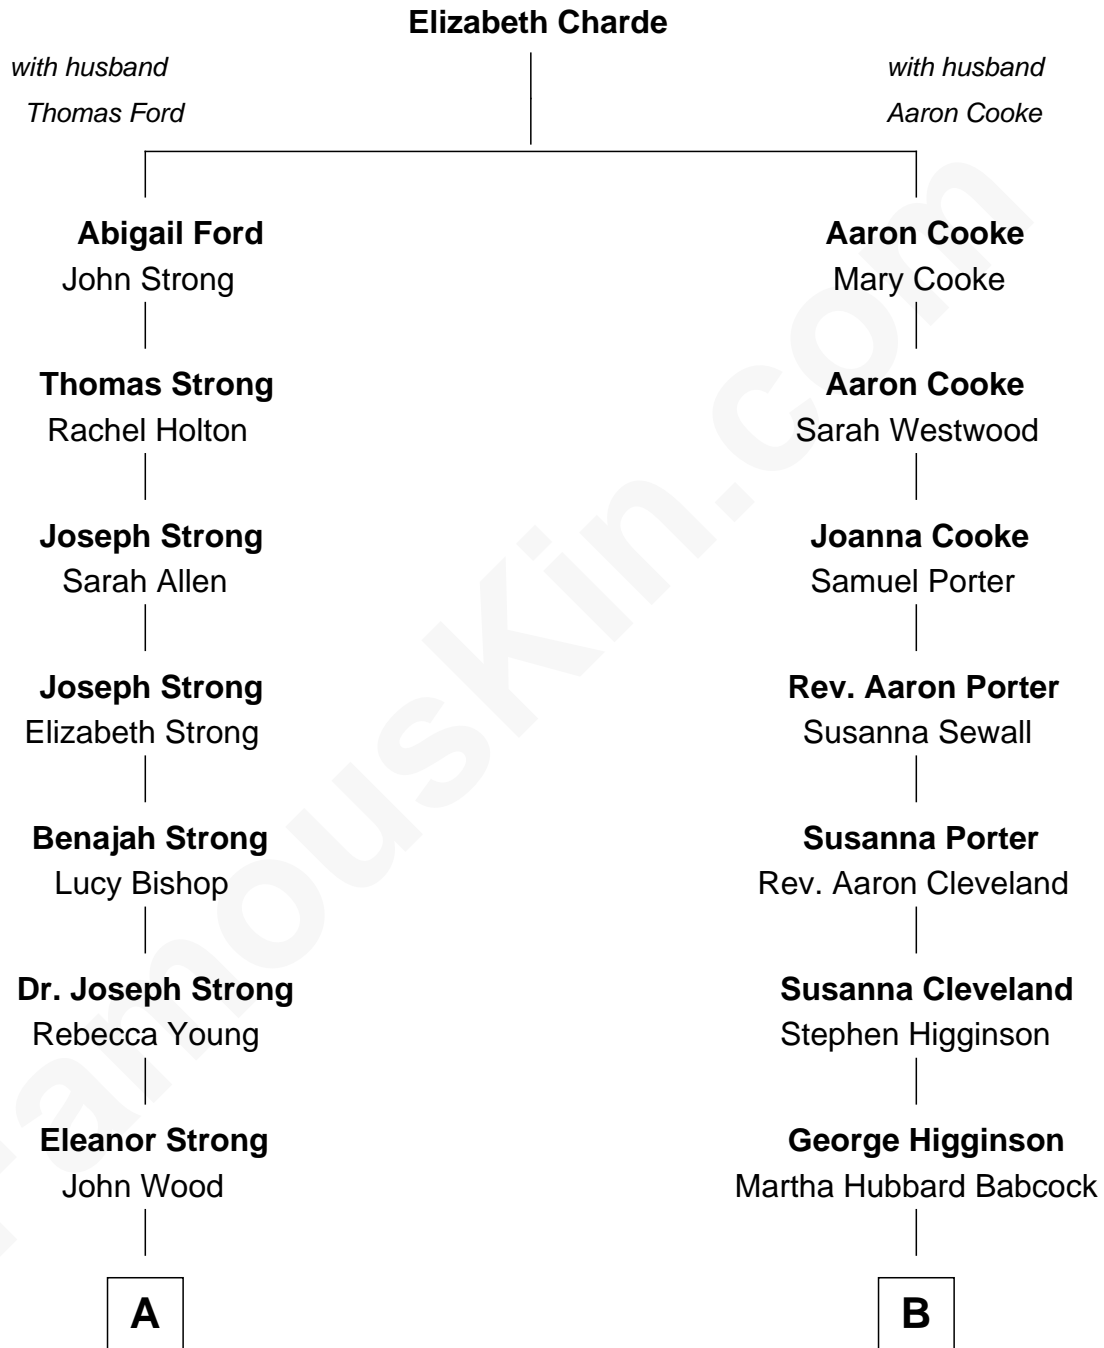 Elizabeth Charde
with husband
Thomas Ford
with husband
Aaron Cooke
Abigail Ford
John Strong
Thomas Strong
Rachel Holton
Joseph Strong
Sarah Allen
Joseph Strong
Elizabeth Strong
Benajah Strong
Lucy Bishop
Dr. Joseph Strong
Rebecca Young
Eleanor Strong
John Wood
A
Aaron Cooke
Mary Cooke
Aaron Cooke
Sarah Westwood
Joanna Cooke
Samuel Porter
Rev. Aaron Porter
Susanna Sewall
Susanna Porter
Rev. Aaron Cleveland
Susanna Cleveland
Stephen Higginson
George Higginson
Martha Hubbard Babcock
B
FamousKin.com